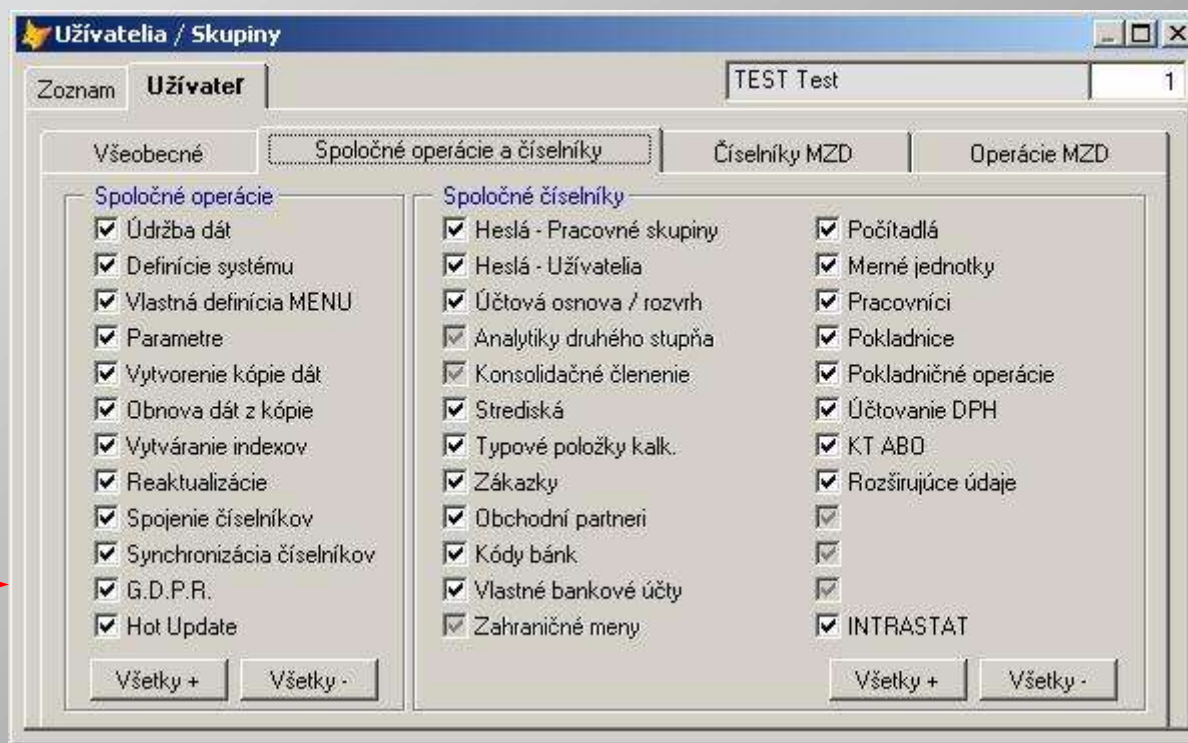 Užívatelia / Skupiny
Zoznam
Užívateľ
TEST Test
1
Všeobecné
Spoločné operácie a číselníky
Číselníky MZD
Operácie MZD
Spoločné operácie
Údržba dát
Definície systému
Vlastná definícia MENU
Parametre
Vytvorenie kópie dát
Obnova dát z kópie
Vytváranie indexov
Reaktualizácie
Spojenie číselníkov
Synchronizácia číselníkov
G.D.P.R.
Hot Update
Všetky +
Všetky -
Spoločné číselníky
Heslá - Pracovné skupiny
Heslá - Užívatelia
Účtová osnova / rozvrh
Analytiky druhého stupňa
Konsolidačné členenie
Strediská
Typové položky kalk.
Zákazky
Obchodní partneri
Kódy bánk
Vlastné bankové účty
Zahraničné meny
Počítadlá
Merné jednotky
Pracovníci
Pokladnice
Pokladničné operácie
Účtovanie DPH
KT ABO
Rozširujúce údaje
INTRASTAT
Všetky +
Všetky -